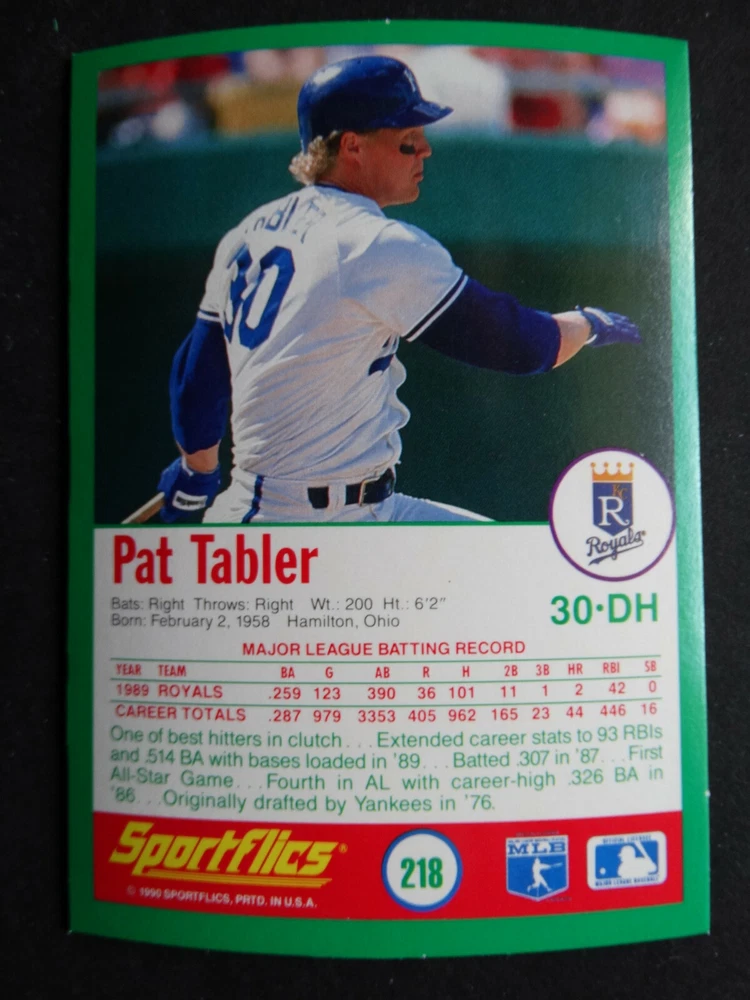 30
R
Royals
Pat Tabler
Bats: Right Throws: Right Wt.: 200 Ht.: 6'2"
Born: February 2, 1958 Hamilton, Ohio
30•DH
MAJOR LEAGUE BATTING RECORD
YEAR TEAM BA G AB R H 2B 3B HR RBI SB
1989 ROYALS .259 123 390 36 101 11 1 2 42 0
CAREER TOTALS .287 979 3353 405 962 165 23 44 446 16
One of best hitters in clutch...Extended career stats to 93 RBIs
and .514 BA with bases loaded in '89...Batted .307 in '87...First
All-Star Game...Fourth in AL with career-high .326 BA in
'86...Originally drafted by Yankees in '76.
Sportflics®
© 1990 SPORTFLICS, PRTD. IN U.S.A.
218
MLB
MAJOR LEAGUE BASEBALL